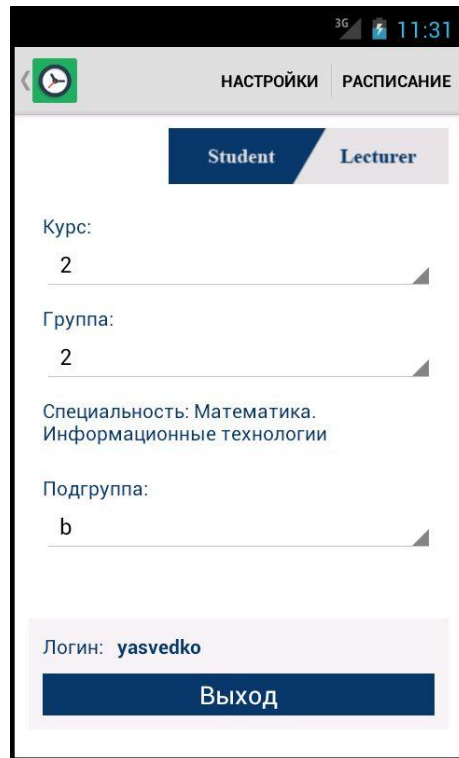 3G 11:31
НАСТРОЙКИ РАСПИСАНИЕ
Student Lecturer
Курс:
2
Группа:
2
Специальность: Математика.
Информационные технологии
Подгруппа:
b
Логин: yasvedko
Выход